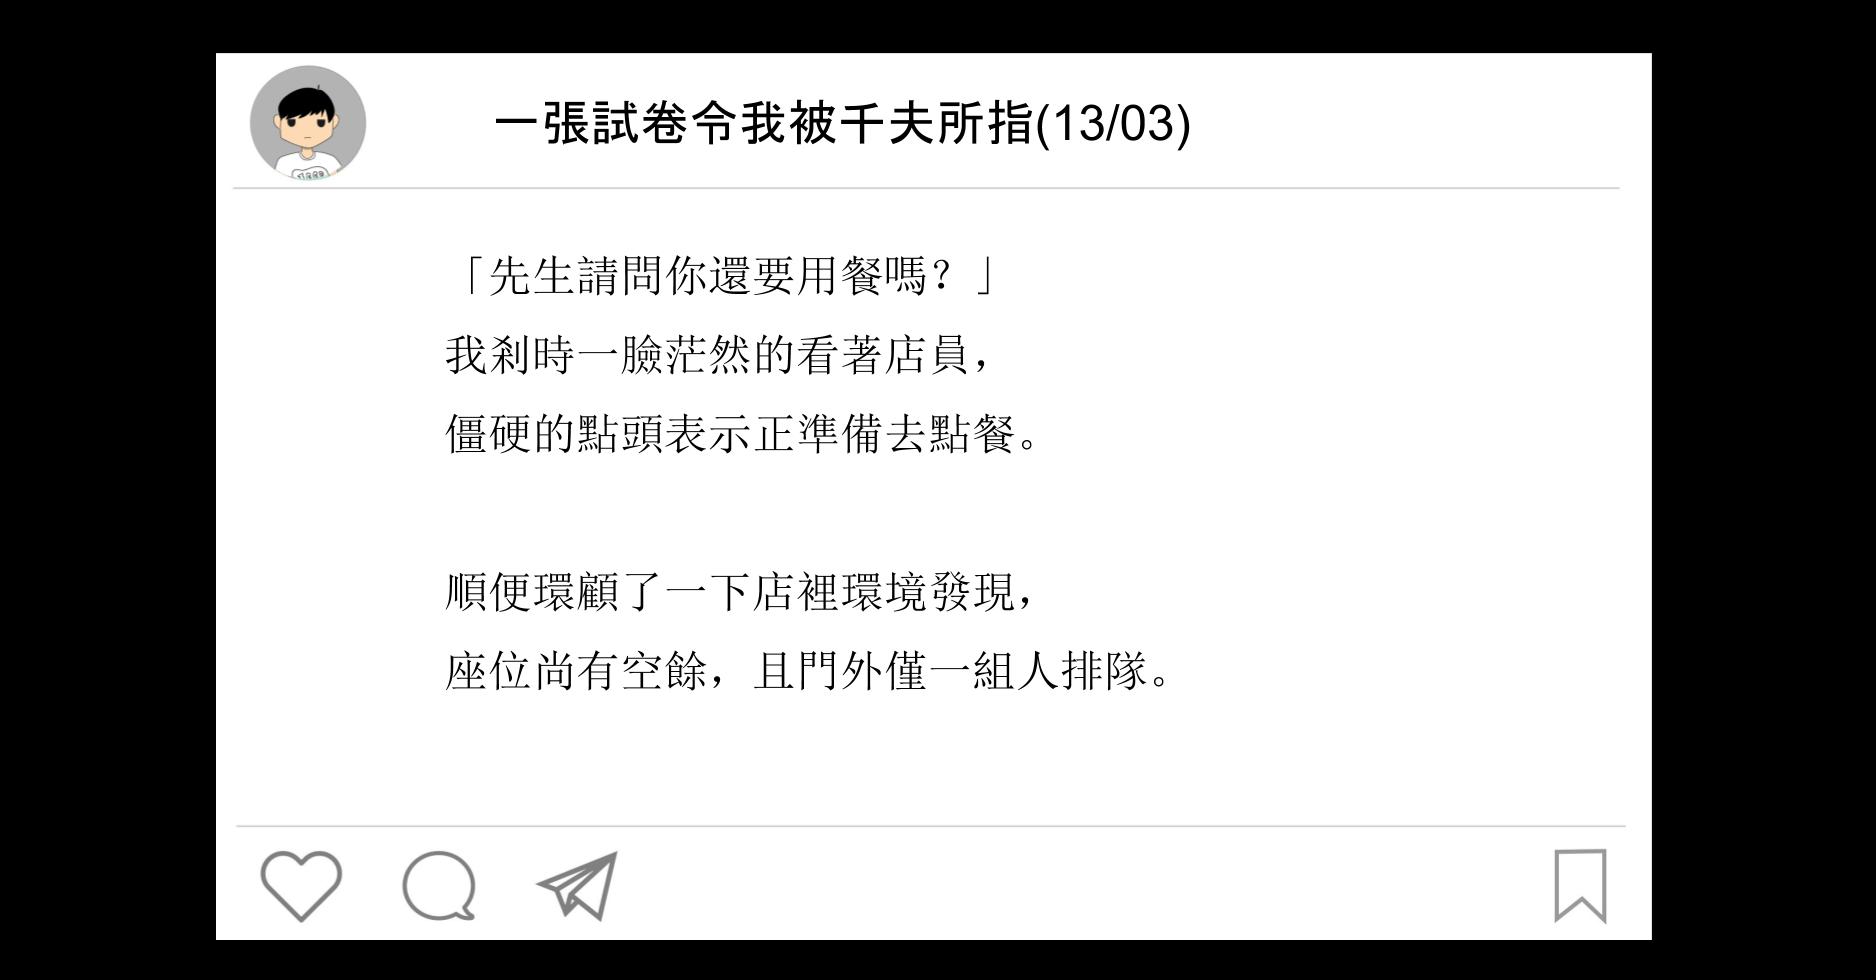 一張試卷令我被千夫所指(13/03)
「先生請問你還要用餐嗎？」
我剎時一臉茫然的看著店員，
僵硬的點頭表示正準備去點餐。
順便環顧了一下店裡環境發現，
座位尚有空餘，且門外僅一組人排隊。